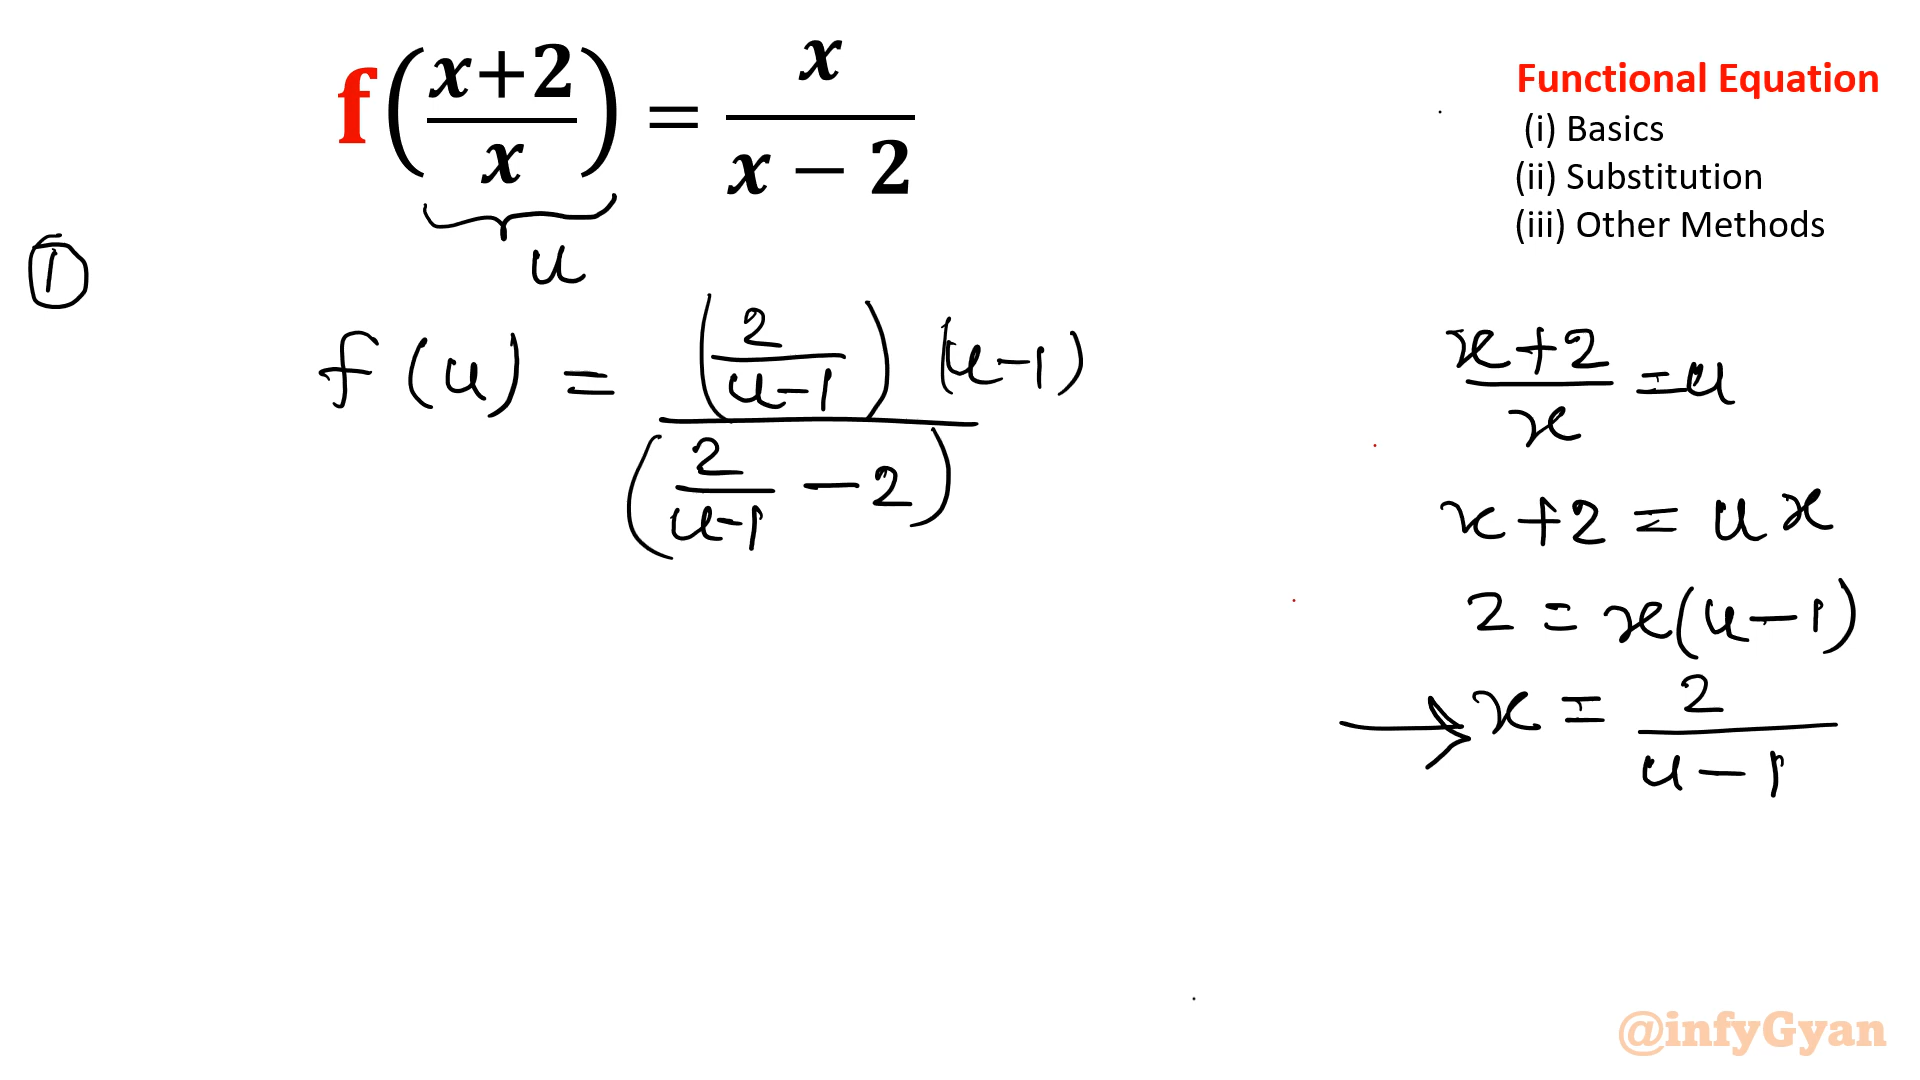 f((x+2)/x) = x/(x − 2)
u
Functional Equation
(i) Basics
(ii) Substitution
(iii) Other Methods
①
f(u) = (2/(u-1)) (u-1) / (2/(u-1) - 2)
(x+2)/x = u
x+2 = ux
2 = x(u-1)
→ x = 2/(u-1)
@infyGyan